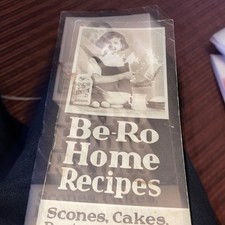 Be-Ro
Home
Recipes
Scones, Cakes,